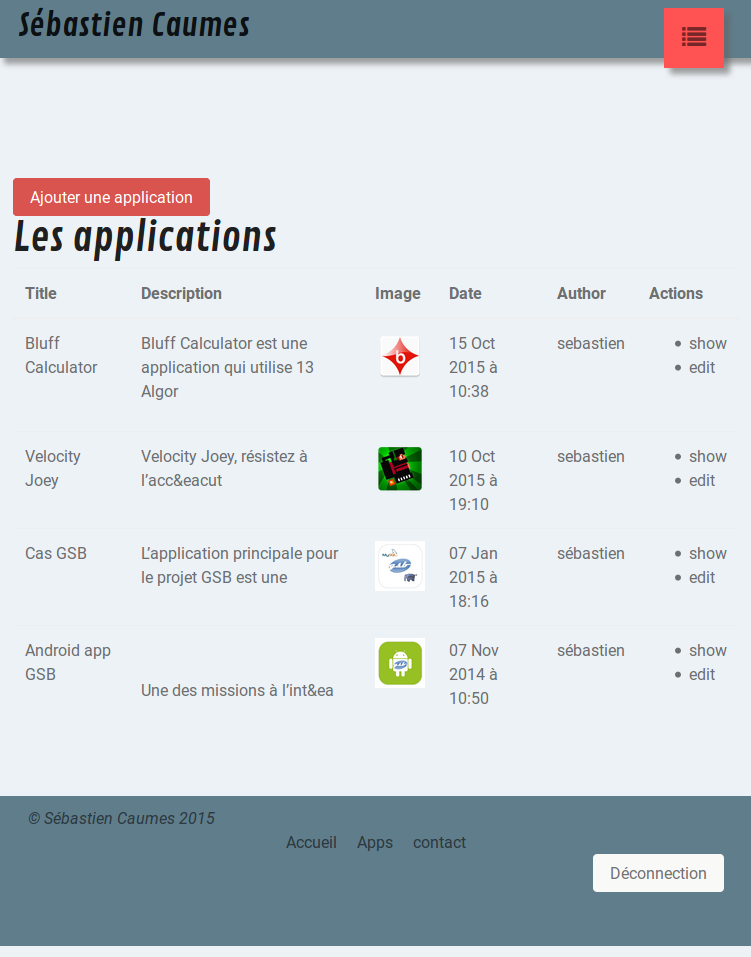 Sébastien Caumes
Ajouter une application
Les applications
Title Description Image Date Author Actions
Bluff Bluff Calculator est une b 15 Oct sebastien • show
Calculator application qui utilise 13 2015 à • edit
Algor 10:38
Velocity Velocity Joey, résistez à 10 Oct sebastien • show
Joey l’acc&eacut 2015 à • edit
19:10
Cas GSB L’application principale pour 07 Jan sébastien • show
le projet GSB est une 2015 à • edit
18:16
Android app 07 Nov sébastien • show
GSB 2014 à • edit
Une des missions à l’int&ea 10:50
© Sébastien Caumes 2015
Accueil Apps contact
Déconnection